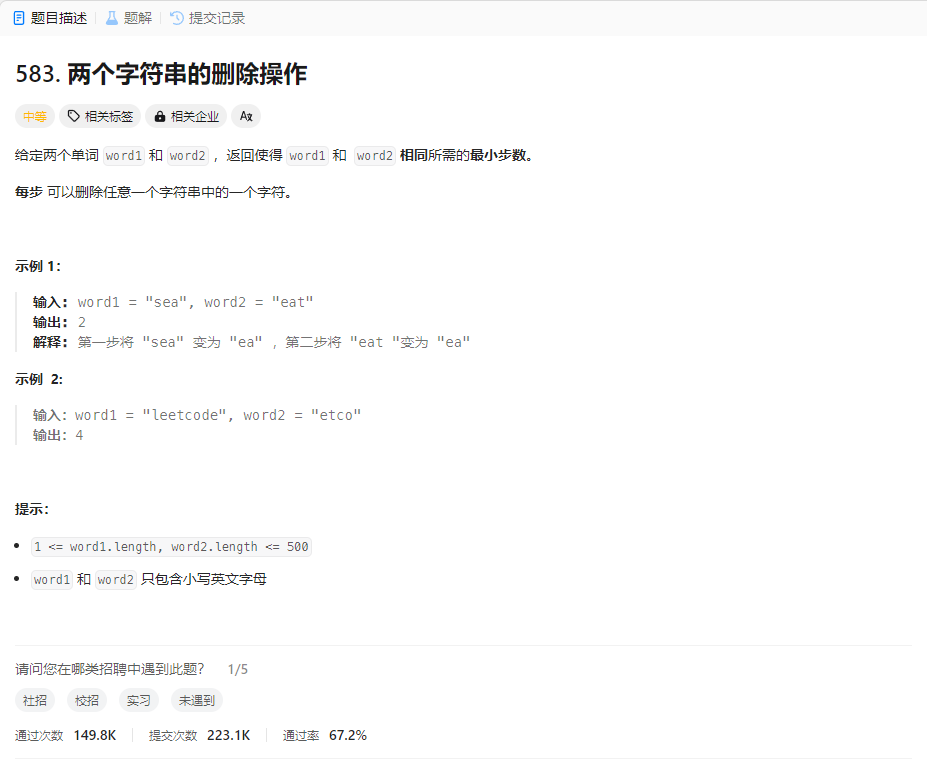 题目描述 题解 提交记录
583. 两个字符串的删除操作
中等 相关标签 相关企业 Aʐ
给定两个单词 word1 和 word2 ，返回使得 word1 和 word2 相同所需的最小步数。
每步 可以删除任意一个字符串中的一个字符。
示例 1：
输入: word1 = "sea", word2 = "eat"
输出: 2
解释: 第一步将 "sea" 变为 "ea" ，第二步将 "eat "变为 "ea"
示例  2:
输入：word1 = "leetcode", word2 = "etco"
输出：4
提示：
1 <= word1.length, word2.length <= 500
word1 和 word2 只包含小写英文字母
请问您在哪类招聘中遇到此题？ 1/5
社招 校招 实习 未遇到
通过次数 149.8K 提交次数 223.1K 通过率 67.2%